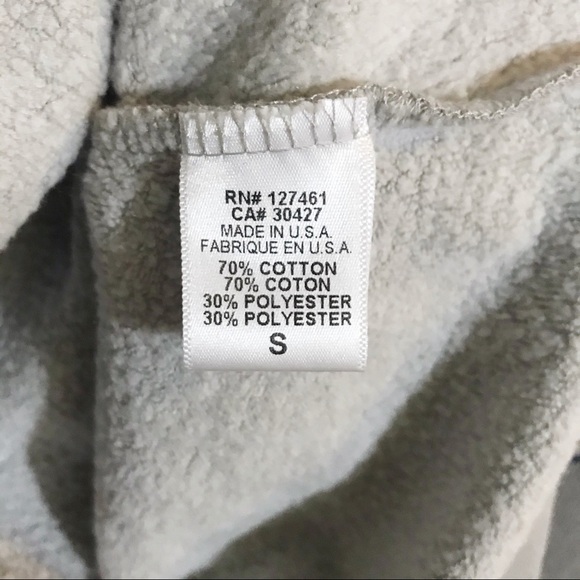 RN# 127461
CA# 30427
MADE IN U.S.A.
FABRIQUE EN U.S.A.
70% COTTON
70% COTON
30% POLYESTER
30% POLYESTER
S